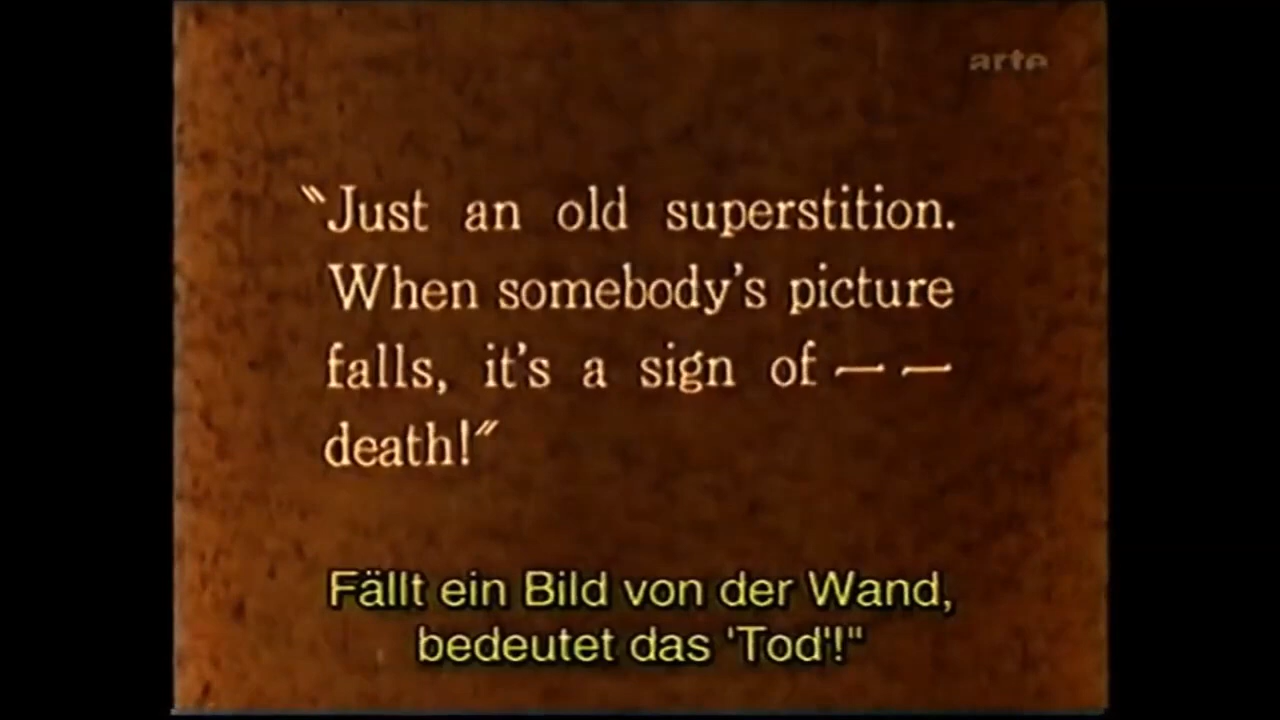 arte
"Just an old superstition.
When somebody's picture
falls, it's a sign of — —
death!"
Fällt ein Bild von der Wand,
bedeutet das 'Tod'!"